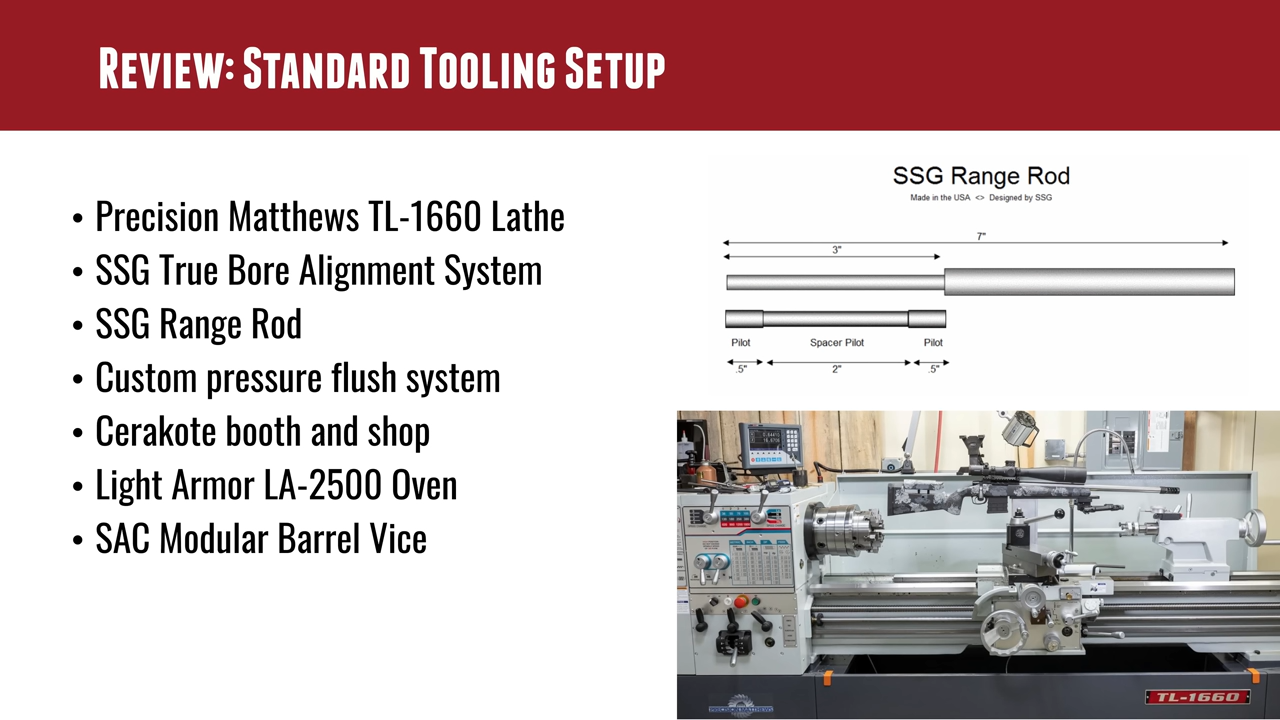 Review: Standard Tooling Setup
• Precision Matthews TL-1660 Lathe
• SSG True Bore Alignment System
• SSG Range Rod
• Custom pressure flush system
• Cerakote booth and shop
• Light Armor LA-2500 Oven
• SAC Modular Barrel Vice
SSG Range Rod
Made in the USA <> Designed by SSG
7"
3"
Pilot Spacer Pilot Pilot
.5" 2" .5"
TL-1660
PRECISION MATTHEWS